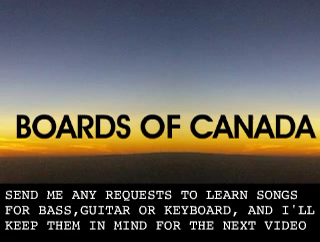 BOARDS OF CANADA
SEND ME ANY REQUESTS TO LEARN SONGS
FOR BASS,GUITAR OR KEYBOARD, AND I'LL
KEEP THEM IN MIND FOR THE NEXT VIDEO